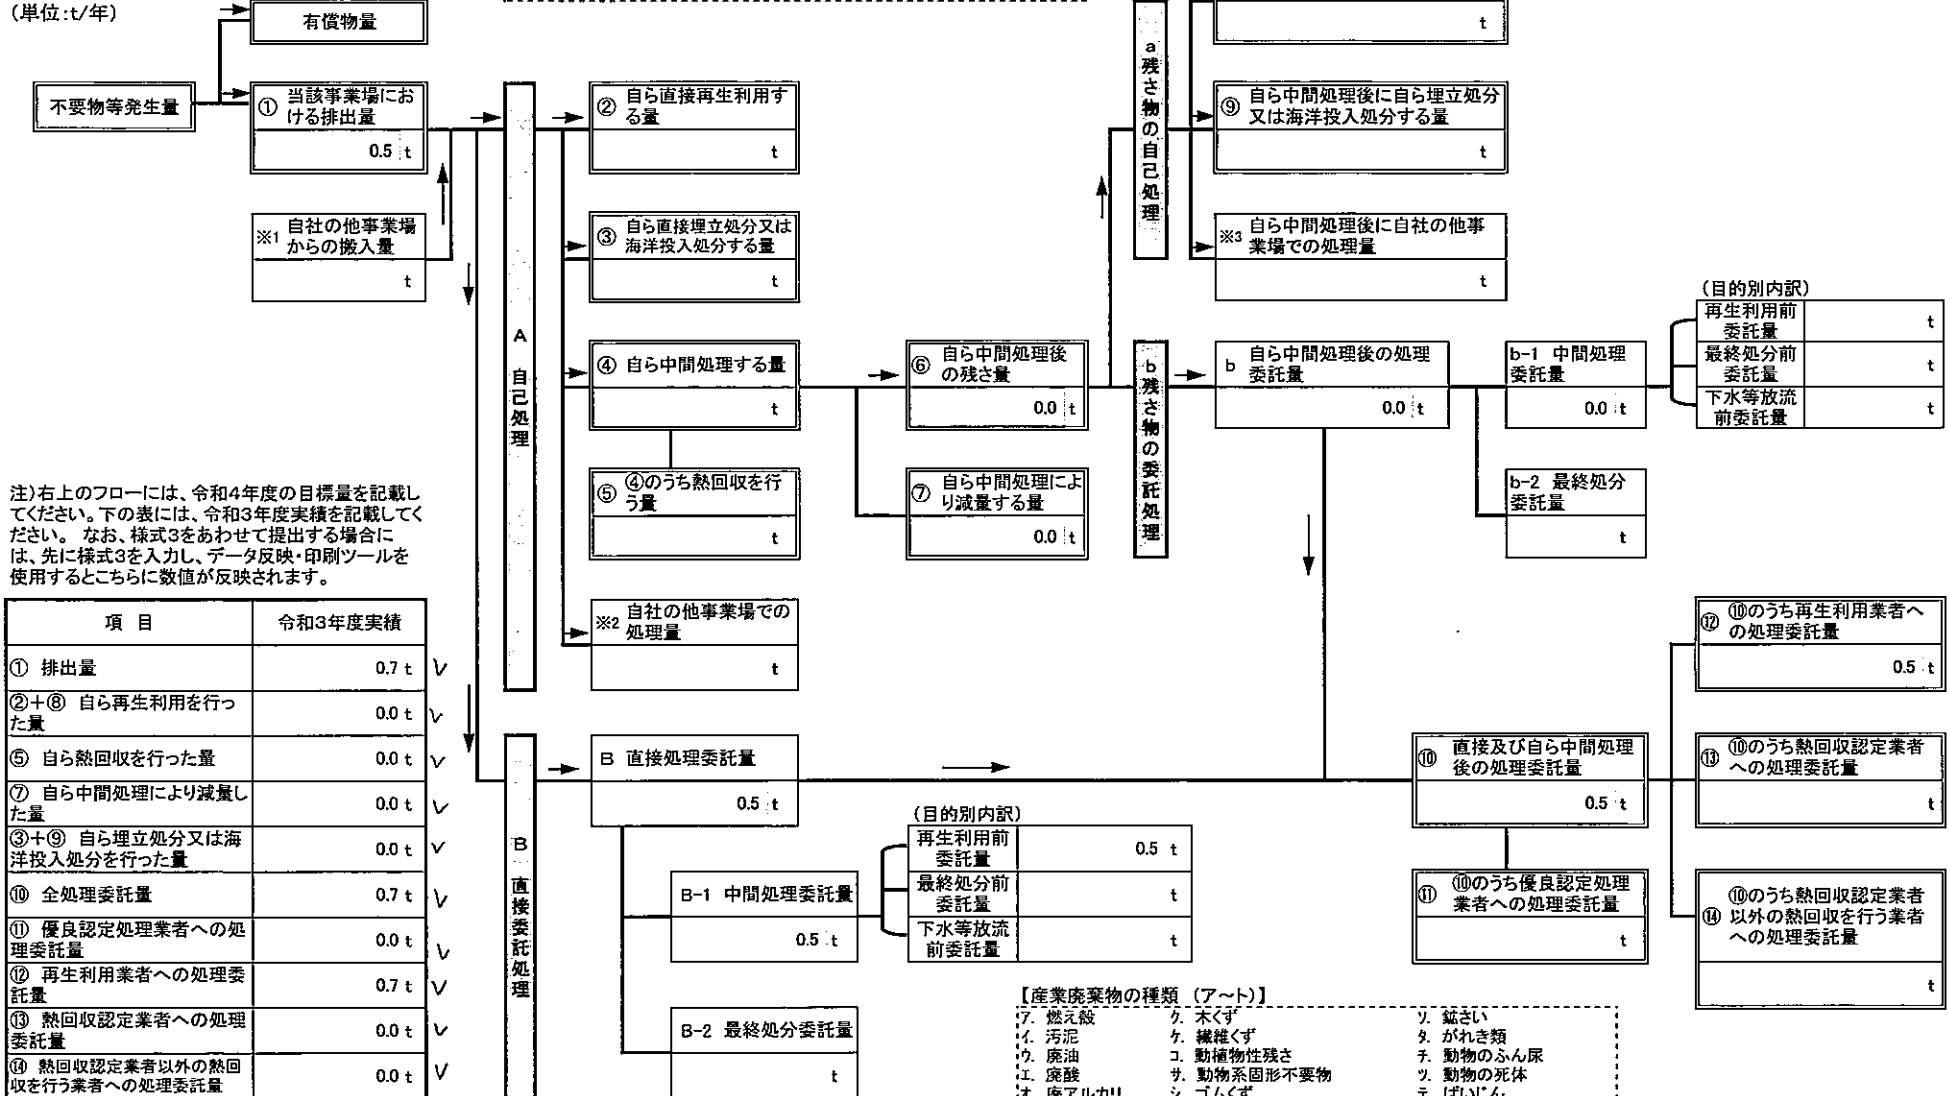 (単位:t/年)
有償物量
不要物等発生量
① 当該事業場にお
ける排出量
0.5 t
※1 自社の他事業場
からの搬入量
t
A 自己処理
② 自ら直接再生利用す
る量
t
③ 自ら直接埋立処分又は
海洋投入処分する量
t
④ 自ら中間処理する量
t
⑤ ④のうち熱回収を行
う量
t
※2 自社の他事業場での
処理量
t
⑥ 自ら中間処理後
の残さ量
0.0 t
⑦ 自ら中間処理によ
り減量する量
0.0 t
a 残さ物の自己処理
t
⑨ 自ら中間処理後に自ら埋立処分
又は海洋投入処分する量
t
※3 自ら中間処理後に自社の他事
業場での処理量
t
b 残さ物の委託処理
b 自ら中間処理後の処理
委託量
0.0 t
b-1 中間処理
委託量
0.0 t
(目的別内訳)
再生利用前
委託量
t
最終処分前
委託量
t
下水等放流
前委託量
t
b-2 最終処分
委託量
t
注)右上のフローには、令和4年度の目標量を記載し
てください。下の表には、令和3年度実績を記載してく
ださい。 なお、様式3をあわせて提出する場合に
は、先に様式3を入力し、データ反映・印刷ツールを
使用するとこちらに数値が反映されます。
項 目 令和3年度実績
① 排出量 0.7 t
②+⑧ 自ら再生利用を行っ
た量 0.0 t
⑤ 自ら熱回収を行った量 0.0 t
⑦ 自ら中間処理により減量し
た量 0.0 t
③+⑨ 自ら埋立処分又は海
洋投入処分を行った量 0.0 t
⑩ 全処理委託量 0.7 t
⑪ 優良認定処理業者への処
理委託量 0.0 t
⑫ 再生利用業者への処理委
託量 0.7 t
⑬ 熱回収認定業者への処理
委託量 0.0 t
⑭ 熱回収認定業者以外の熱回
収を行う業者への処理委託量 0.0 t
B 直接委託処理
B 直接処理委託量
0.5 t
B-1 中間処理委託量
0.5 t
(目的別内訳)
再生利用前
委託量
0.5 t
最終処分前
委託量
t
下水等放流
前委託量
t
B-2 最終処分委託量
t
⑩ 直接及び自ら中間処理
後の処理委託量
0.5 t
⑪ ⑩のうち優良認定処理
業者への処理委託量
t
⑫ ⑩のうち再生利用業者へ
の処理委託量
0.5 t
⑬ ⑩のうち熱回収認定業者
への処理委託量
t
⑭ ⑩のうち熱回収認定業者
以外の熱回収を行う業者
への処理委託量
t
【産業廃棄物の種類 (ア~ト)】
ア. 燃え殻 ク. 木くず ソ. 鉱さい
イ. 汚泥 ケ. 繊維くず タ. がれき類
ウ. 廃油 コ. 動植物性残さ チ. 動物のふん尿
エ. 廃酸 サ. 動物系固形不要物 ツ. 動物の死体
オ. 廃アルカリ シ. ゴムくず テ. ばいじん